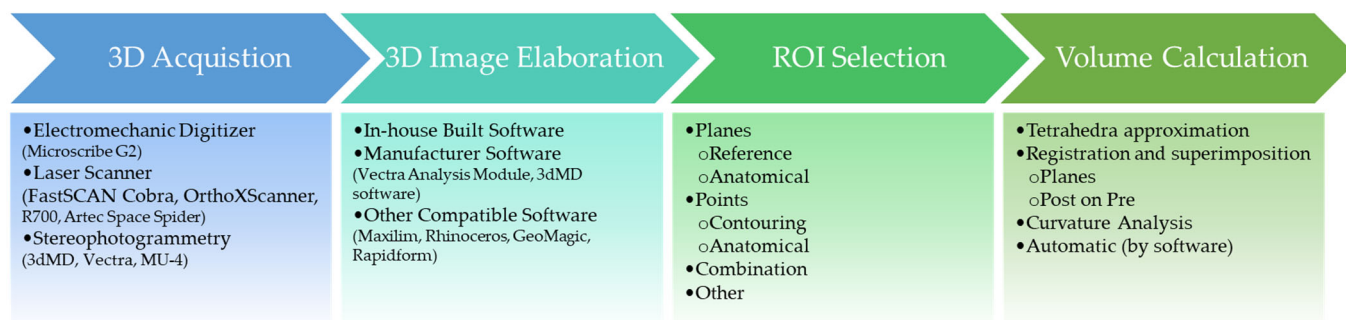 3D Acquistion
•Electromechanic Digitizer
(Microscribe G2)
•Laser Scanner
(FastSCAN Cobra, OrthoXScanner,
R700, Artec Space Spider)
•Stereophotogrammetry
(3dMD, Vectra, MU-4)
3D Image Elaboration
•In-house Built Software
•Manufacturer Software
(Vectra Analysis Module, 3dMD
software)
•Other Compatible Software
(Maxilim, Rhinoceros, GeoMagic,
Rapidform)
ROI Selection
•Planes
oReference
oAnatomical
•Points
oContouring
oAnatomical
•Combination
•Other
Volume Calculation
•Tetrahedra approximation
•Registration and superimposition
oPlanes
oPost on Pre
•Curvature Analysis
•Automatic (by software)